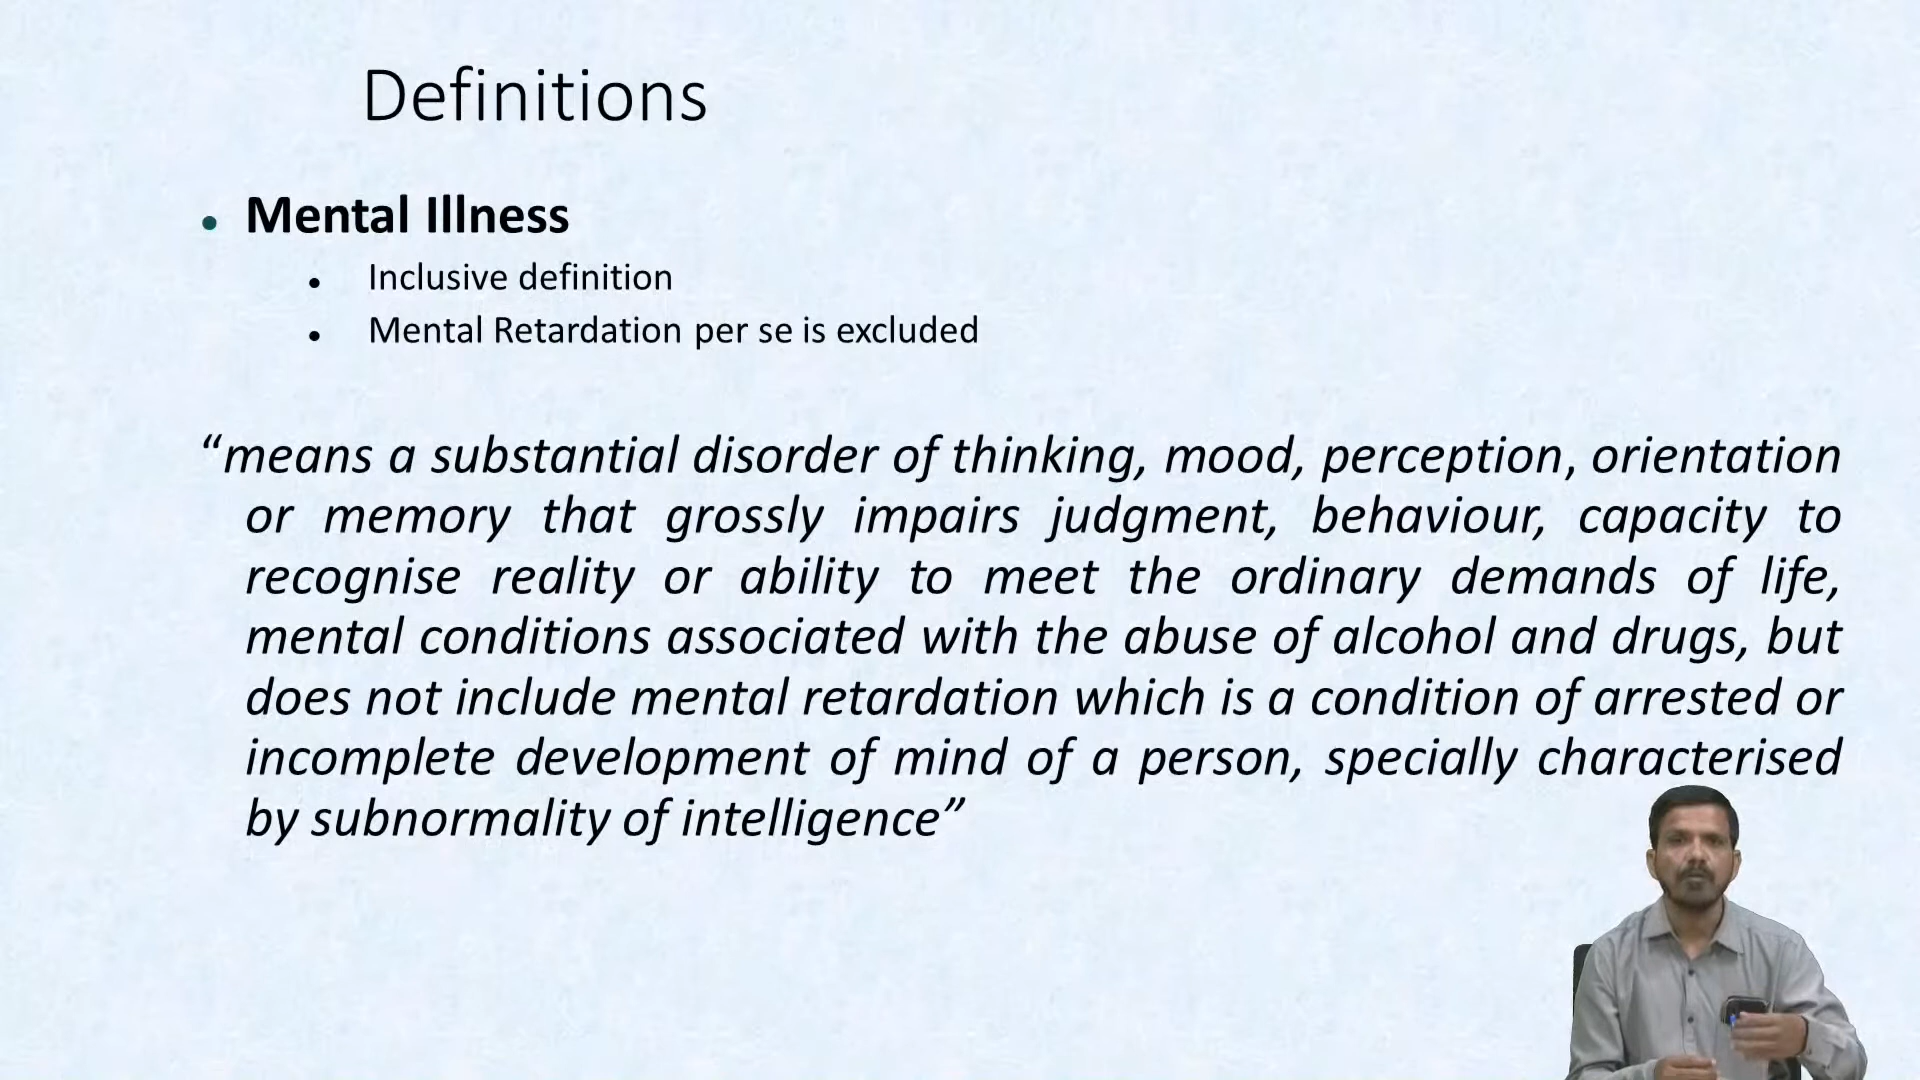 Definitions
• Mental Illness
• Inclusive definition
• Mental Retardation per se is excluded
“means a substantial disorder of thinking, mood, perception, orientation
or memory that grossly impairs judgment, behaviour, capacity to
recognise reality or ability to meet the ordinary demands of life,
mental conditions associated with the abuse of alcohol and drugs, but
does not include mental retardation which is a condition of arrested or
incomplete development of mind of a person, specially characterised
by subnormality of intelligence”